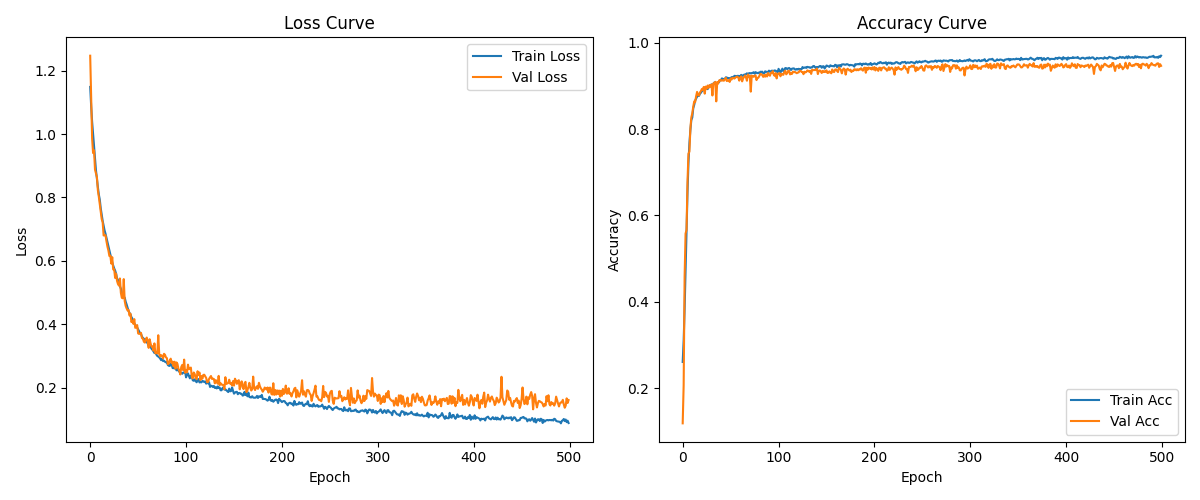 Loss Curve
Train Loss
Val Loss
1.2
1.0
0.8
0.6
0.4
0.2
Loss
0 100 200 300 400 500
Epoch
Accuracy Curve
1.0
0.8
0.6
0.4
0.2
Accuracy
Train Acc
Val Acc
0 100 200 300 400 500
Epoch